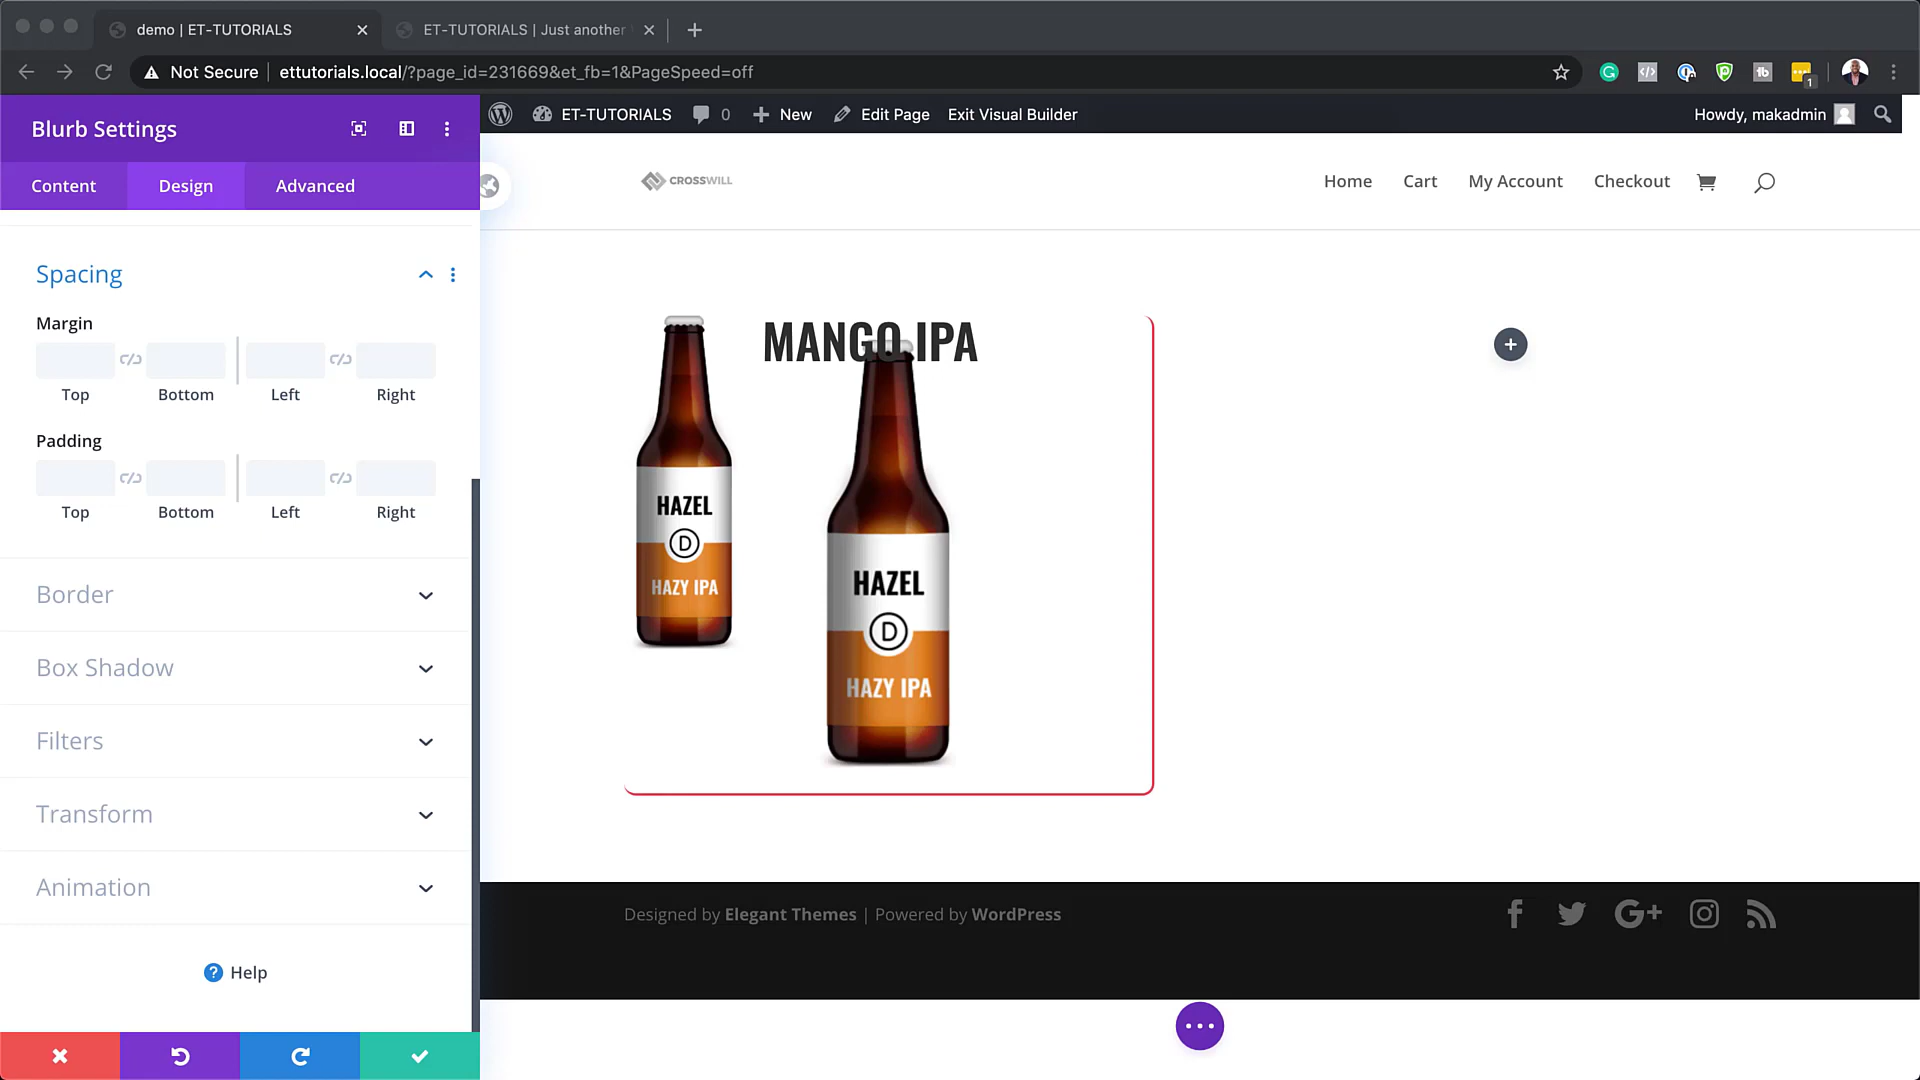 demo | ET-TUTORIALS
ET-TUTORIALS | Just another
Not Secure
ettutorials.local/?page_id=231669&et_fb=1&PageSpeed=off
1
Blurb Settings
ET-TUTORIALS
0
New
Edit Page
Exit Visual Builder
Howdy, makadmin
Content
Design
Advanced
CROSSWILL
Home
Cart
My Account
Checkout
Spacing
Margin
Top
Bottom
Left
Right
Padding
Top
Bottom
Left
Right
Border
Box Shadow
Filters
Transform
Animation
Help
MANGO IPA
HAZEL
D
HAZY IPA
HAZEL
D
HAZY IPA
Designed by Elegant Themes | Powered by WordPress